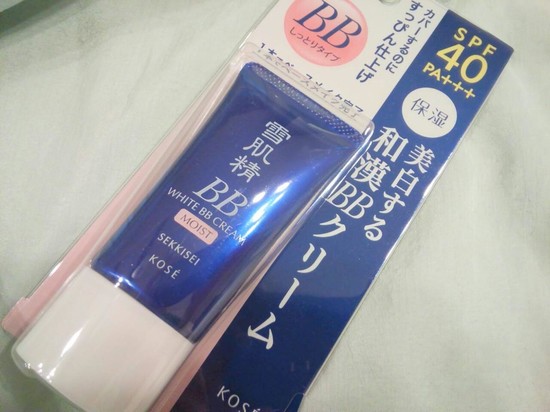 カバーするのに
すっぴん仕上げ
BB
しっとりタイプ
SPF
40
PA+++
保湿
美白する
和漢BBクリーム
KOSÉ
雪肌精
BB
WHITE BB CREAM
MOIST
SEKKISEI
KOSÉ